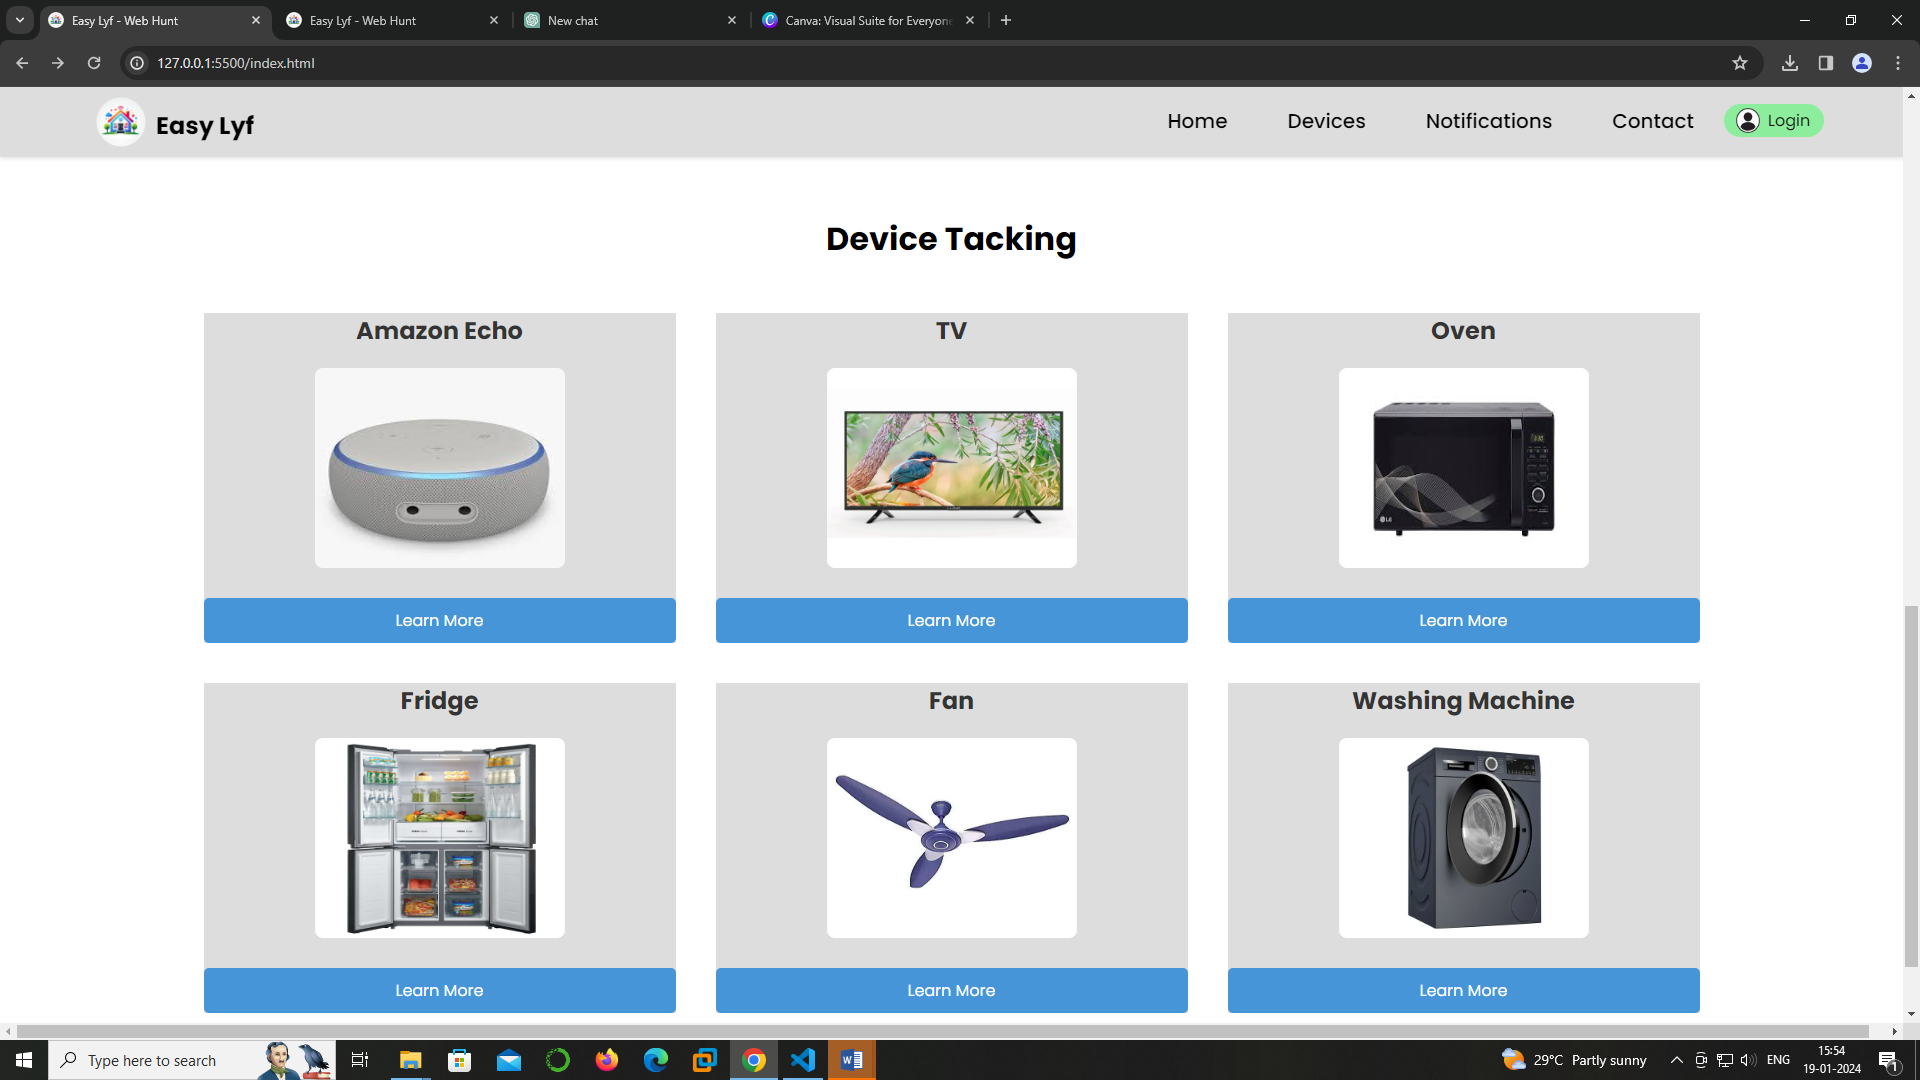 Easy Lyf - Web Hunt
Easy Lyf - Web Hunt
New chat
Canva: Visual Suite for Everyone
127.0.0.1:5500/index.html
Easy Lyf
Home
Devices
Notifications
Contact
Login
Device Tacking
Amazon Echo
TV
Oven
LG
Learn More
Learn More
Learn More
Fridge
Fan
Washing Machine
Learn More
Learn More
Learn More
Type here to search
29°C Partly sunny
ENG
15:54
19-01-2024
1